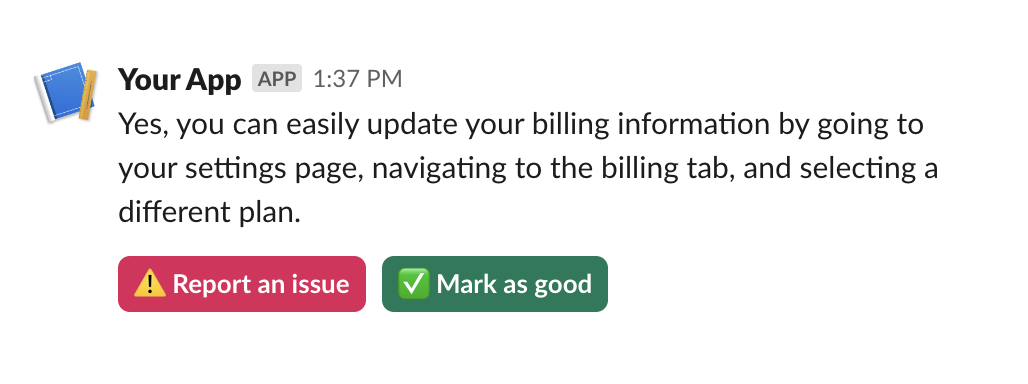 Your App APP 1:37 PM
Yes, you can easily update your billing information by going to
your settings page, navigating to the billing tab, and selecting a
different plan.
⚠️ Report an issue ✅ Mark as good